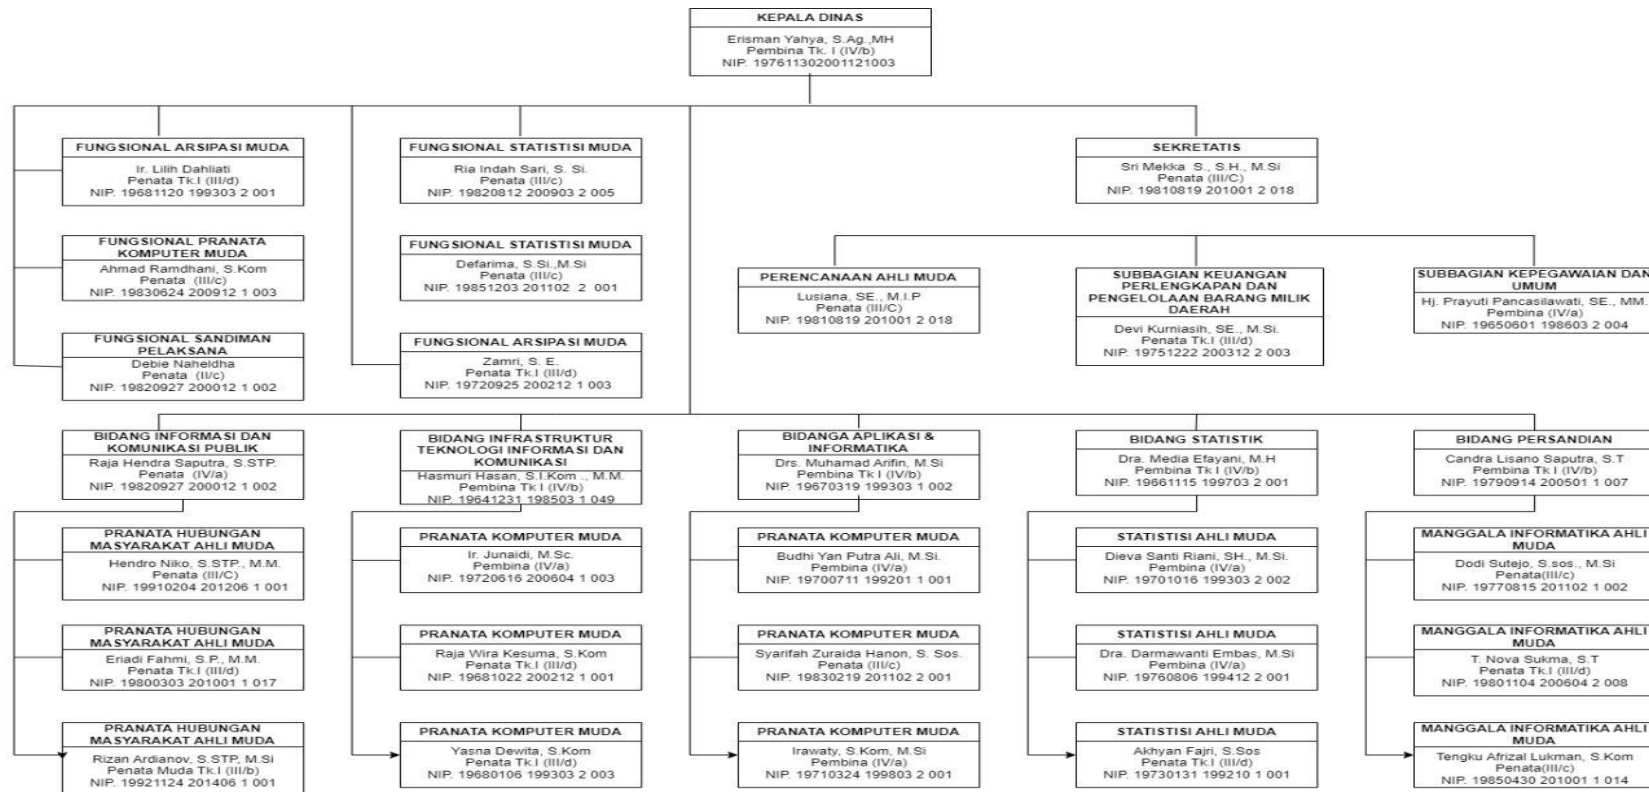 KEPALA DINAS
Erisman Yahya, S.Ag.,MH
Pembina Tk. I (IV/b)
NIP. 197611302001121003
FUNGSIONAL ARSIPASI MUDA
Ir. Lilih Dahliati
Penata Tk.I (III/d)
NIP. 19681120 199303 2 001
FUNGSIONAL STATISTISI MUDA
Ria Indah Sari, S. Si.
Penata (III/c)
NIP. 19820812 200903 2 005
SEKRETATIS
Sri Mekka S., S.H., M.Si
Penata (III/C)
NIP. 19810819 201001 2 018
FUNGSIONAL PRANATA
KOMPUTER MUDA
Ahmad Ramdhani, S.Kom
Penata (III/c)
NIP. 19830624 200912 1 003
FUNGSIONAL STATISTISI MUDA
Defarima, S.Si.,M.Si
Penata (III/c)
NIP. 19851203 201102 2 001
PERENCANAAN AHLI MUDA
Lusiana, SE., M.I.P
Penata (III/C)
NIP. 19810819 201001 2 018
SUBBAGIAN KEUANGAN
PERLENGKAPAN DAN
PENGELOLAAN BARANG MILIK
DAERAH
Devi Kurniasih, SE., M.Si.
Penata Tk.I (III/d)
NIP. 19751222 200312 2 003
SUBBAGIAN KEPEGAWAIAN DAN
UMUM
Hj. Prayuti Pancasilawati, SE., MM.
Pembina (IV/a)
NIP. 19650601 198603 2 004
FUNGSIONAL SANDIMAN
PELAKSANA
Debie Naheldha
Penata (II/c)
NIP. 19820927 200012 1 002
FUNGSIONAL ARSIPASI MUDA
Zamri, S. E.
Penata Tk.I (III/d)
NIP. 19720925 200212 1 003
BIDANG INFORMASI DAN
KOMUNIKASI PUBLIK
Raja Hendra Saputra, S.STP.
Penata (IV/a)
NIP. 19820927 200012 1 002
BIDANG INFRASTRUKTUR
TEKNOLOGI INFORMASI DAN
KOMUNIKASI
Hasmuri Hasan, S.I.Kom ., M.M.
Pembina Tk I (IV/b)
NIP. 19641231 198503 1 049
BIDANGA APLIKASI &
INFORMATIKA
Drs. Muhamad Arifin, M.Si
Pembina Tk I (IV/b)
NIP. 19670319 199303 1 002
BIDANG STATISTIK
Dra. Media Efayani, M.H
Pembina Tk I (IV/b)
NIP. 19661115 199703 2 001
BIDANG PERSANDIAN
Candra Lisano Saputra, S.T
Pembina Tk I (IV/b)
NIP. 19790914 200501 1 007
PRANATA HUBUNGAN
MASYARAKAT AHLI MUDA
Hendro Niko, S.STP., M.M.
Penata (III/C)
NIP. 19910204 201206 1 001
PRANATA KOMPUTER MUDA
Ir. Junaidi, M.Sc.
Pembina (IV/a)
NIP. 19720616 200604 1 003
PRANATA KOMPUTER MUDA
Budhi Yan Putra Ali, M.Si.
Pembina (IV/a)
NIP. 19700711 199201 1 001
STATISTISI AHLI MUDA
Dieva Santi Riani, SH., M.Si.
Pembina (IV/a)
NIP. 19701016 199303 2 002
MANGGALA INFORMATIKA AHLI
MUDA
Dodi Sutejo, S.sos., M.Si
Penata(III/c)
NIP. 19770815 201102 1 002
PRANATA HUBUNGAN
MASYARAKAT AHLI MUDA
Eriadi Fahmi, S.P., M.M.
Penata Tk.I (III/d)
NIP. 19800303 201001 1 017
PRANATA KOMPUTER MUDA
Raja Wira Kesuma, S.Kom
Penata Tk.I (III/d)
NIP. 19681022 200212 1 001
PRANATA KOMPUTER MUDA
Syarifah Zuraida Hanon, S. Sos.
Penata (III/c)
NIP. 19830219 201102 2 001
STATISTISI AHLI MUDA
Dra. Darmawanti Embas, M.Si
Pembina (IV/a)
NIP. 19760806 199412 2 001
MANGGALA INFORMATIKA AHLI
MUDA
T. Nova Sukma, S.T
Penata Tk.I (III/d)
NIP. 19801104 200604 2 008
PRANATA HUBUNGAN
MASYARAKAT AHLI MUDA
Rizan Ardianov, S.STP, M.Si
Penata Muda Tk.I (III/b)
NIP. 19921124 201406 1 001
PRANATA KOMPUTER MUDA
Yasna Dewita, S.Kom
Penata Tk.I (III/d)
NIP. 19680106 199303 2 003
PRANATA KOMPUTER MUDA
Irawaty, S.Kom, M.Si
Pembina (IV/a)
NIP. 19710324 199803 2 001
STATISTISI AHLI MUDA
Akhyan Fajri, S.Sos
Penata Tk.I (III/d)
NIP. 19730131 199210 1 001
MANGGALA INFORMATIKA AHLI
MUDA
Tengku Afrizal Lukman, S.Kom
Penata(III/c)
NIP. 19850430 201001 1 014